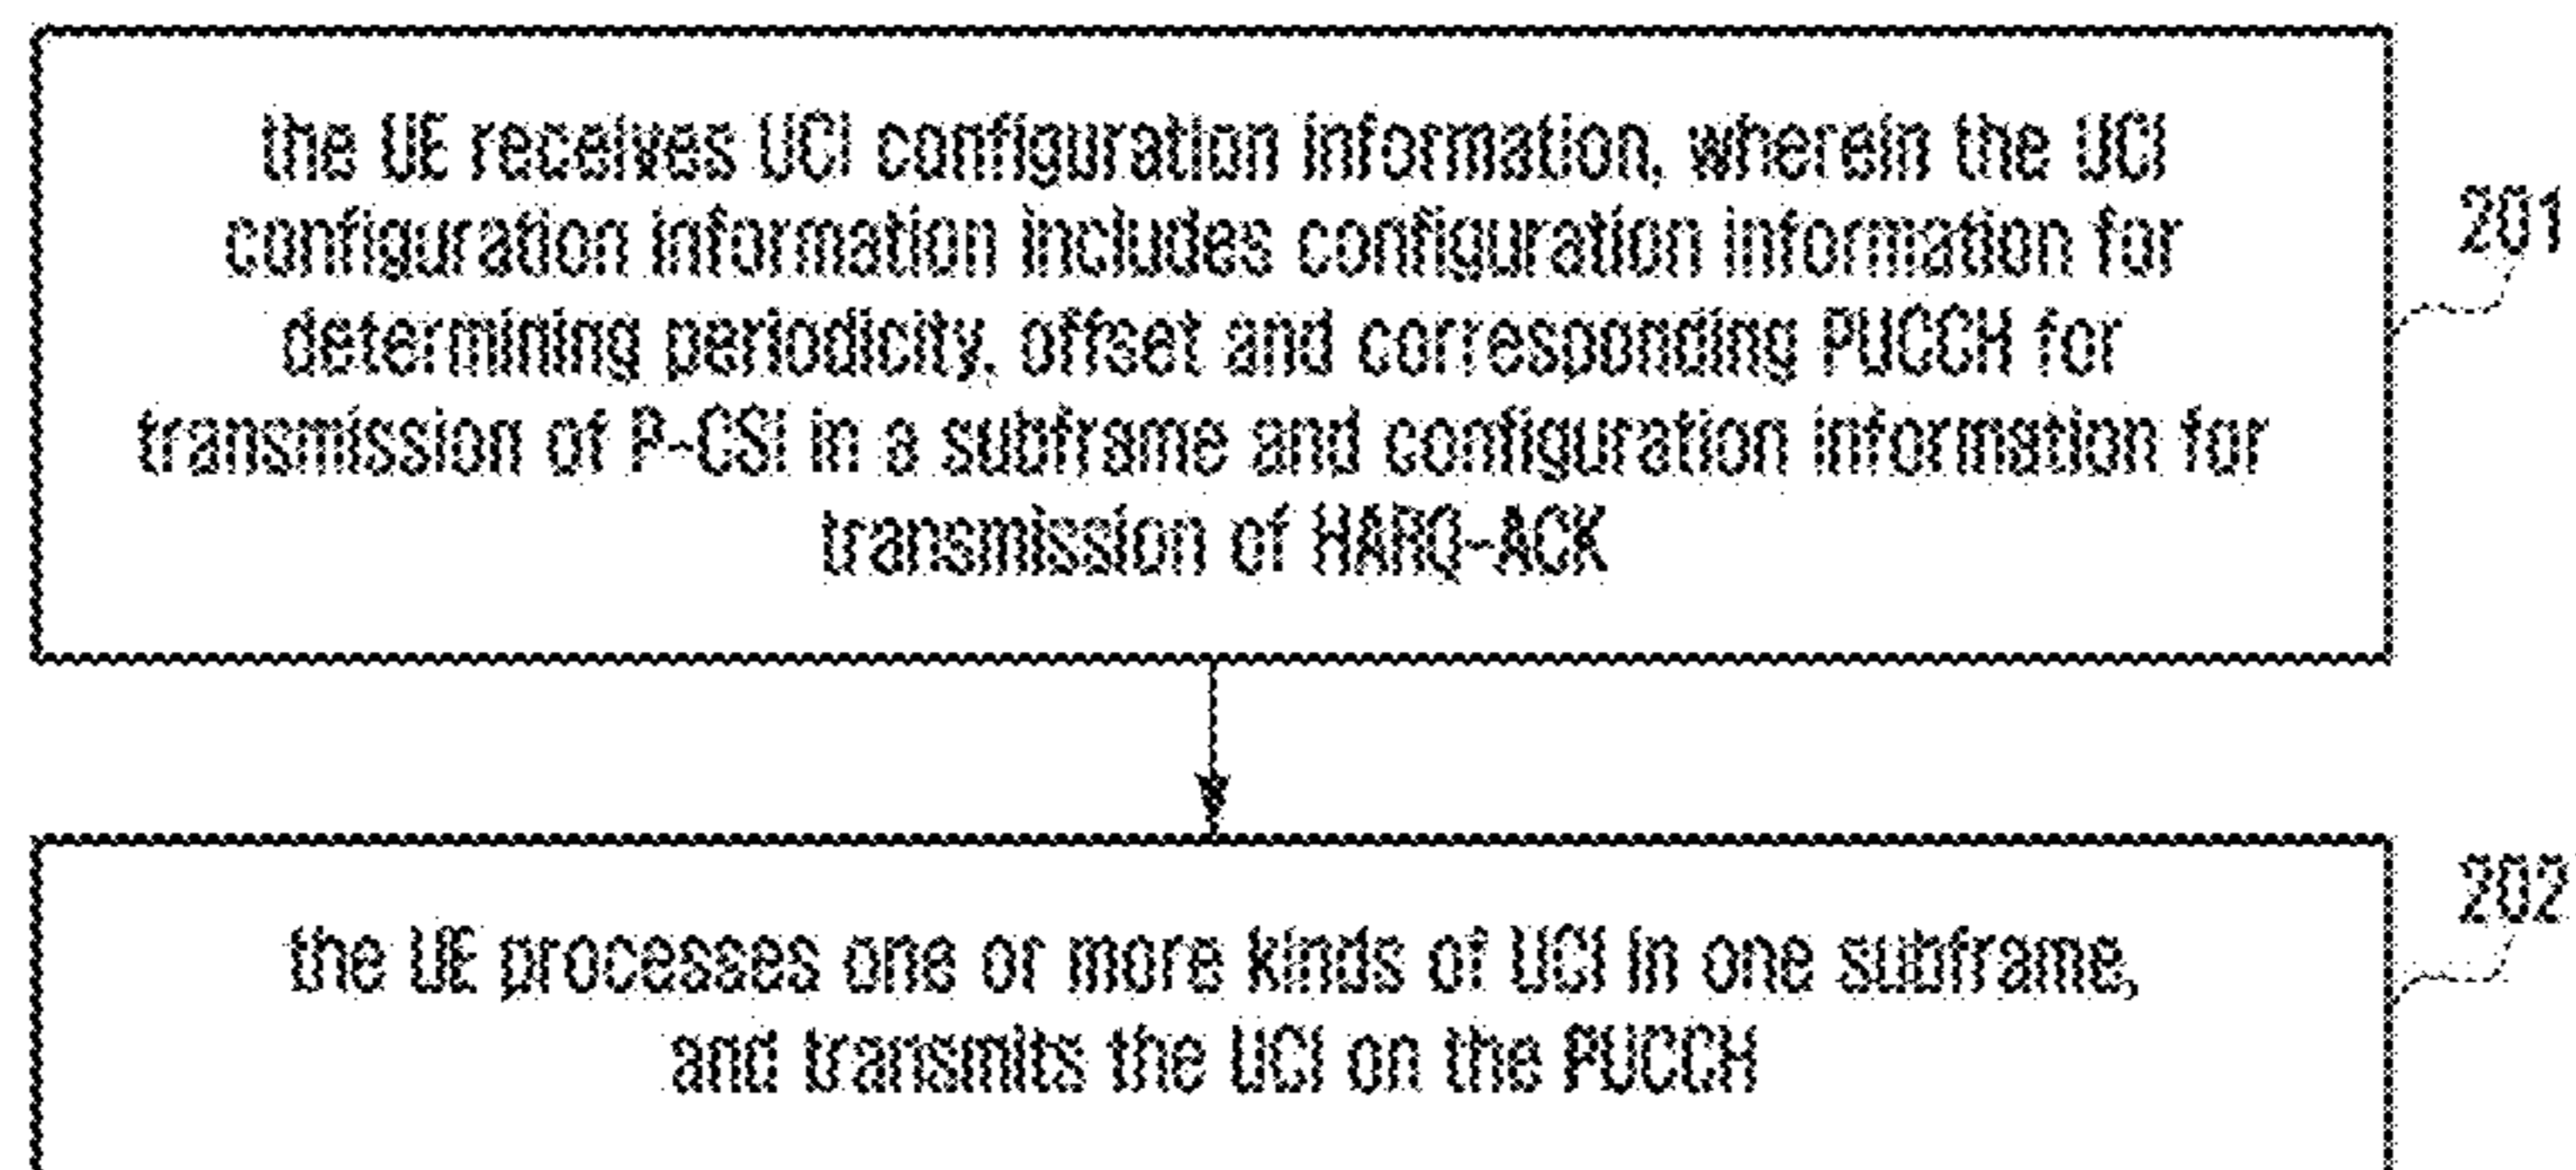 the UE receives UCI configuration information, wherein the UCI
configuration information includes configuration information for
determining periodicity, offset and corresponding PUCCH for
transmission of P-CSI in a subframe and configuration information for
transmission of HARQ-ACK
201
the UE processes one or more kinds of UCI in one subframe,
and transmits the UCI on the PUCCH
202